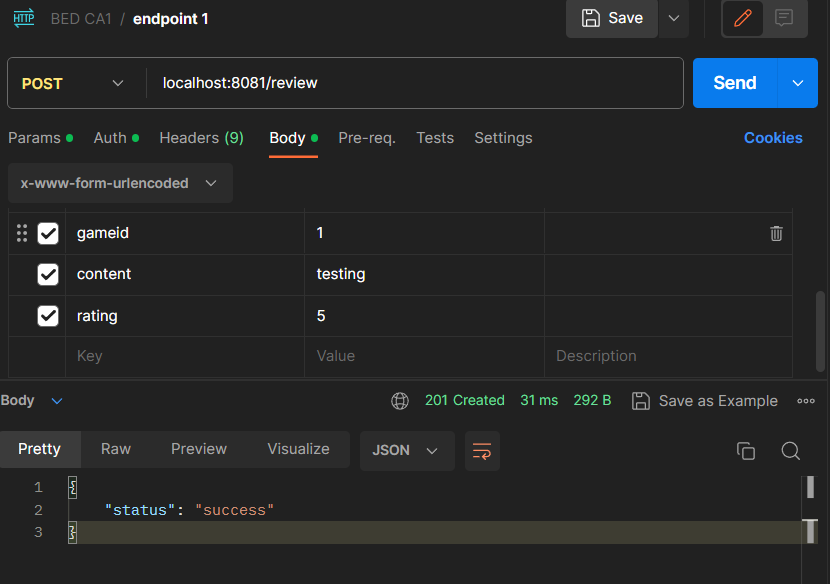 HTTP BED CA1 / endpoint 1 Save
POST localhost:8081/review Send
Params Auth Headers (9) Body Pre-req. Tests Settings Cookies
x-www-form-urlencoded
gameid 1
content testing
rating 5
Key Value Description
Body 201 Created 31 ms 292 B Save as Example
Pretty Raw Preview Visualize JSON
1 {
2 "status": "success"
3 }